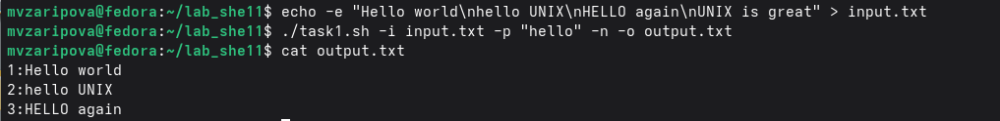 mvzaripova@fedora:~/lab_she11$ echo -e "Hello world\nhello UNIX\nHELLO again\nUNIX is great" > input.txt
mvzaripova@fedora:~/lab_she11$ ./task1.sh -i input.txt -p "hello" -n -o output.txt
mvzaripova@fedora:~/lab_she11$ cat output.txt
1:Hello world
2:hello UNIX
3:HELLO again